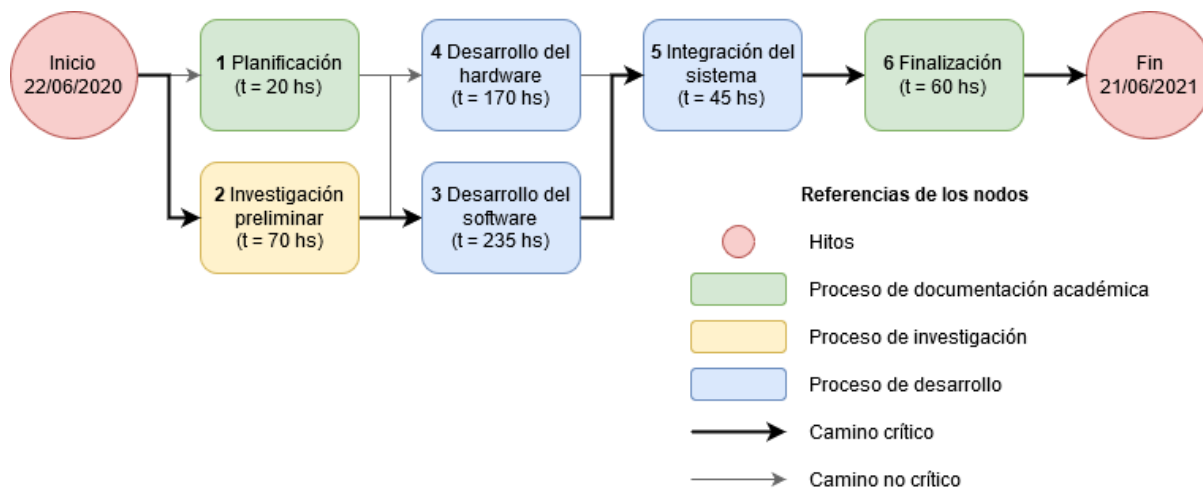 Inicio
22/06/2020
1 Planificación
(t = 20 hs)
4 Desarrollo del
hardware
(t = 170 hs)
5 Integración del
sistema
(t = 45 hs)
6 Finalización
(t = 60 hs)
Fin
21/06/2021
2 Investigación
preliminar
(t = 70 hs)
3 Desarrollo del
software
(t = 235 hs)
Referencias de los nodos
Hitos
Proceso de documentación académica
Proceso de investigación
Proceso de desarrollo
Camino crítico
Camino no crítico